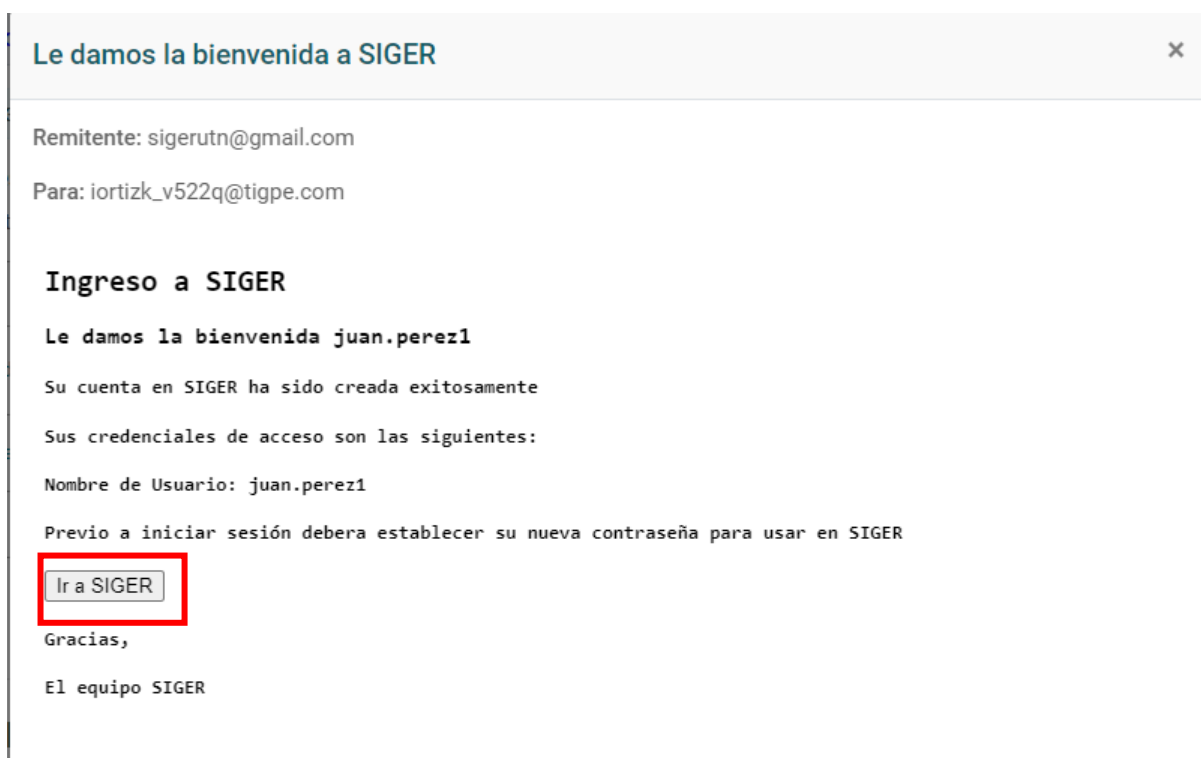 Le damos la bienvenida a SIGER
×
Remitente: sigerutn@gmail.com
Para: iortizk_v522q@tigpe.com
Ingreso a SIGER
Le damos la bienvenida juan.perez1
Su cuenta en SIGER ha sido creada exitosamente
Sus credenciales de acceso son las siguientes:
Nombre de Usuario: juan.perez1
Previo a iniciar sesión debera establecer su nueva contraseña para usar en SIGER
Ir a SIGER
Gracias,
El equipo SIGER